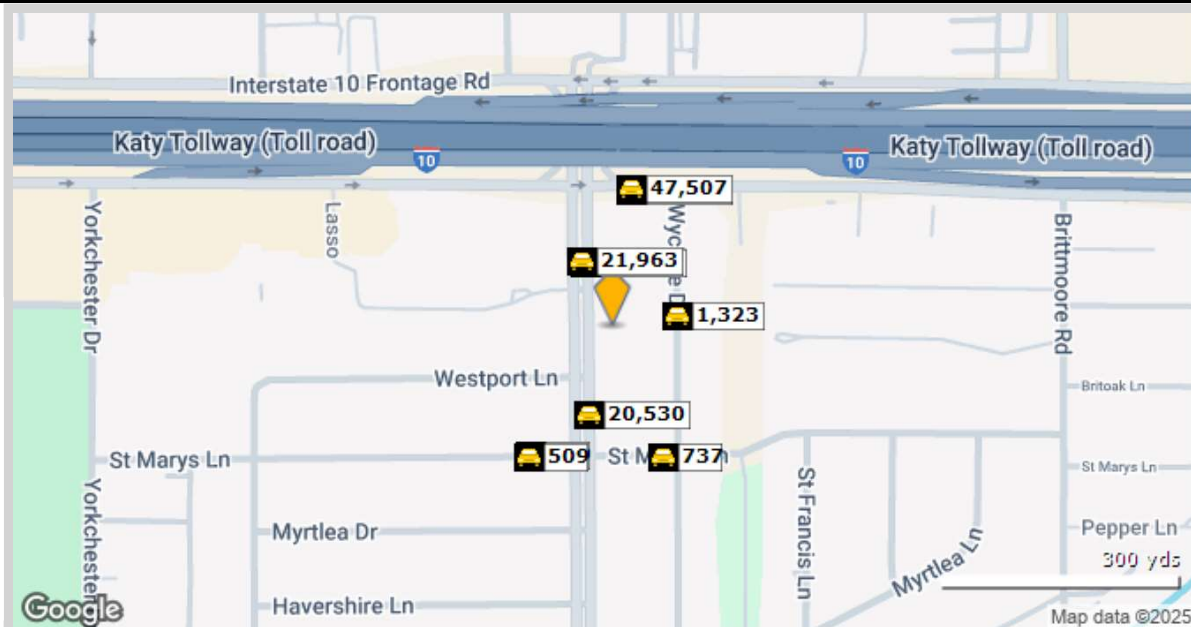 Interstate 10 Frontage Rd
Katy Tollway (Toll road)
10
10
Katy Tollway (Toll road)
47,507
Lasso
Yorkchester Dr
21,963
Brittmoore Rd
1,323
Westport Ln
Britoak Ln
20,530
St Marys Ln
509
737
St Marys Ln
Yorkchester
St Francis Ln
Myrtlea Dr
Pepper Ln
Myrtlea Ln
300 yds
Havershire Ln
Google
Map data ©2025